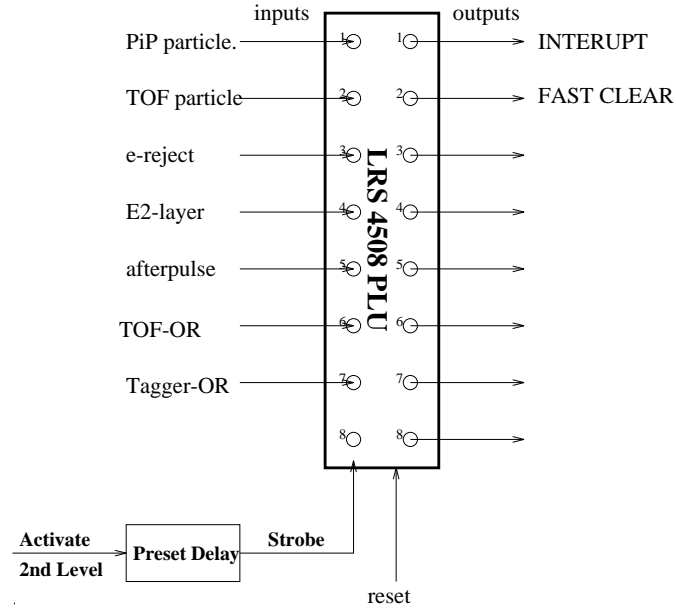 inputs outputs
PiP particle. 1 1 INTERUPT
TOF particle 2 2 FAST CLEAR
e-reject 3 3
E2-layer 4 4
afterpulse 5 5
TOF-OR 6 6
Tagger-OR 7 7
8 8
LRS 4508 PLU
Activate
2nd Level
Preset Delay
Strobe
reset